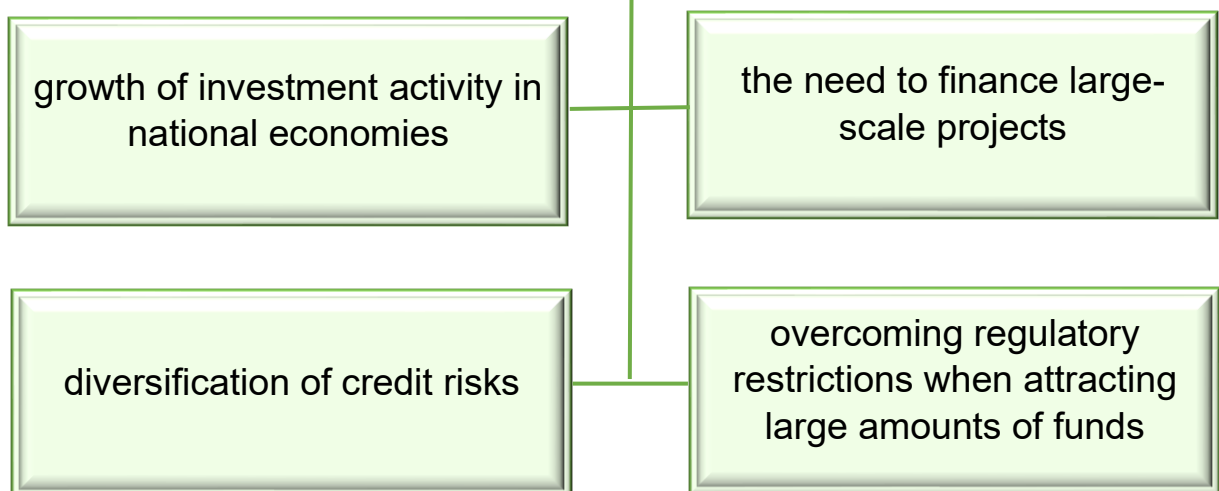 growth of investment activity in
national economies
the need to finance large-
scale projects
diversification of credit risks
overcoming regulatory
restrictions when attracting
large amounts of funds